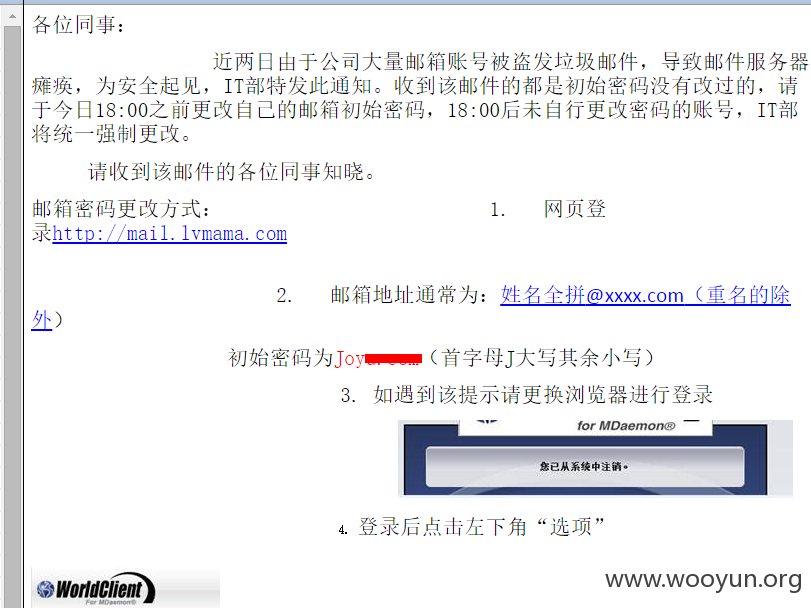 各位同事：
近两日由于公司大量邮箱账号被盗发垃圾邮件，导致邮件服务器
瘫痪，为安全起见，IT部特发此通知。收到该邮件的都是初始密码没有改过的，请
于今日18:00之前更改自己的邮箱初始密码，18:00后未自行更改密码的账号，IT部
将统一强制更改。
请收到该邮件的各位同事知晓。
邮箱密码更改方式： 1. 网页登
录http://mail.lvmama.com
2. 邮箱地址通常为：姓名全拼@xxxx.com（重名的除
外）
初始密码为Joy（首字母J大写其余小写）
3. 如遇到该提示请更换浏览器进行登录
for MDaemon®
您已从系统中注销。
4. 登录后点击左下角“选项”
WorldClient
For MDaemon®
www.wooyun.org